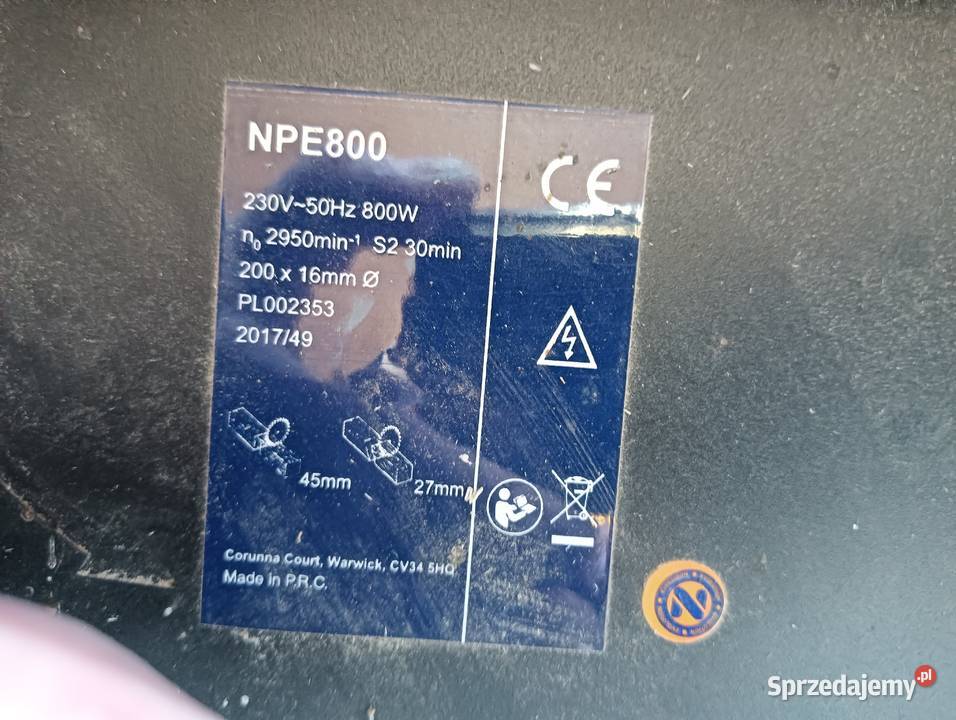 NPE800
230V~50Hz 800W
n₀ 2950min⁻¹ S2 30min
200 x 16mm Ø
PL002353
2017/49
45mm
27mm
CE
Corunna Court, Warwick, CV34 5HQ
Made in P.R.C.
Sprzedajemy.pl